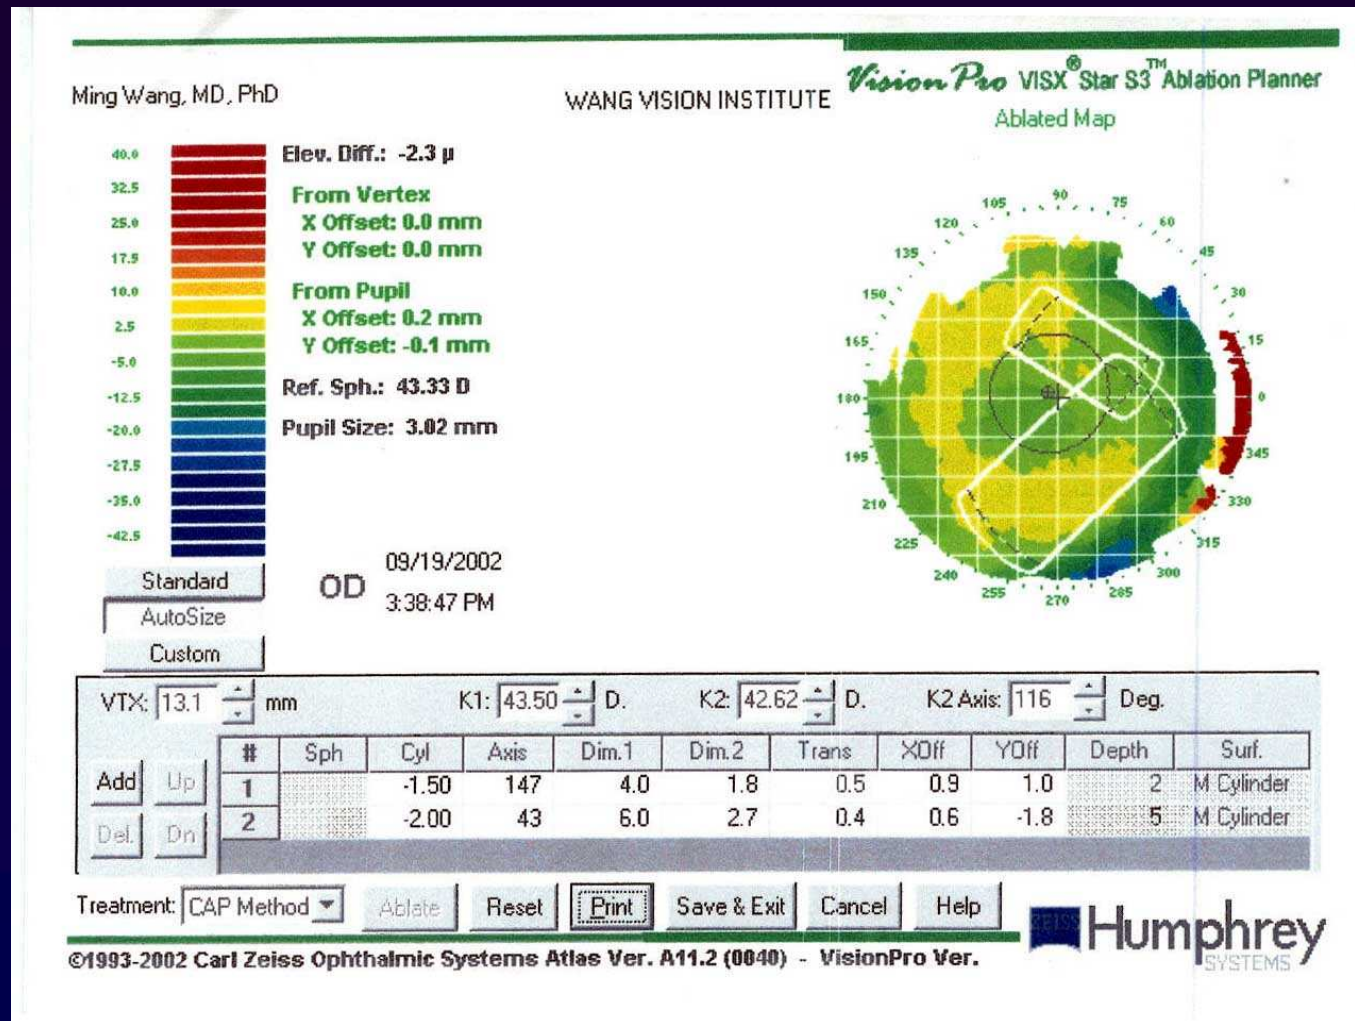 Ming Wang, MD, PhD
WANG VISION INSTITUTE
Vision Pro VISX® Star S3™ Ablation Planner
Ablated Map
40.0
32.5
25.0
17.5
10.0
2.5
-5.0
-12.5
-20.0
-27.5
-35.0
-42.5
Elev. Diff.: -2.3 μ
From Vertex
X Offset: 0.0 mm
Y Offset: 0.0 mm
From Pupil
X Offset: 0.2 mm
Y Offset: -0.1 mm
Ref. Sph.: 43.33 D
Pupil Size: 3.02 mm
105 90 75
120 60
135 45
150 30
165 15
180 0
195 345
210 330
225 315
240 300
255 270 285
Standard
AutoSize
Custom
OD
09/19/2002
3:38:47 PM
VTX: 13.1 mm K1: 43.50 D. K2: 42.62 D. K2 Axis: 116 Deg.
# Sph Cyl Axis Dim.1 Dim.2 Trans XOff YOff Depth Surf.
1 -1.50 147 4.0 1.8 0.5 0.9 1.0 2 M Cylinder
2 -2.00 43 6.0 2.7 0.4 0.6 -1.8 5 M Cylinder
Add Up
Del. Dn
Treatment: CAP Method Ablate Reset Print Save & Exit Cancel Help
ZEISS Humphrey
SYSTEMS
©1993-2002 Carl Zeiss Ophthalmic Systems Atlas Ver. A11.2 (0040) - VisionPro Ver.